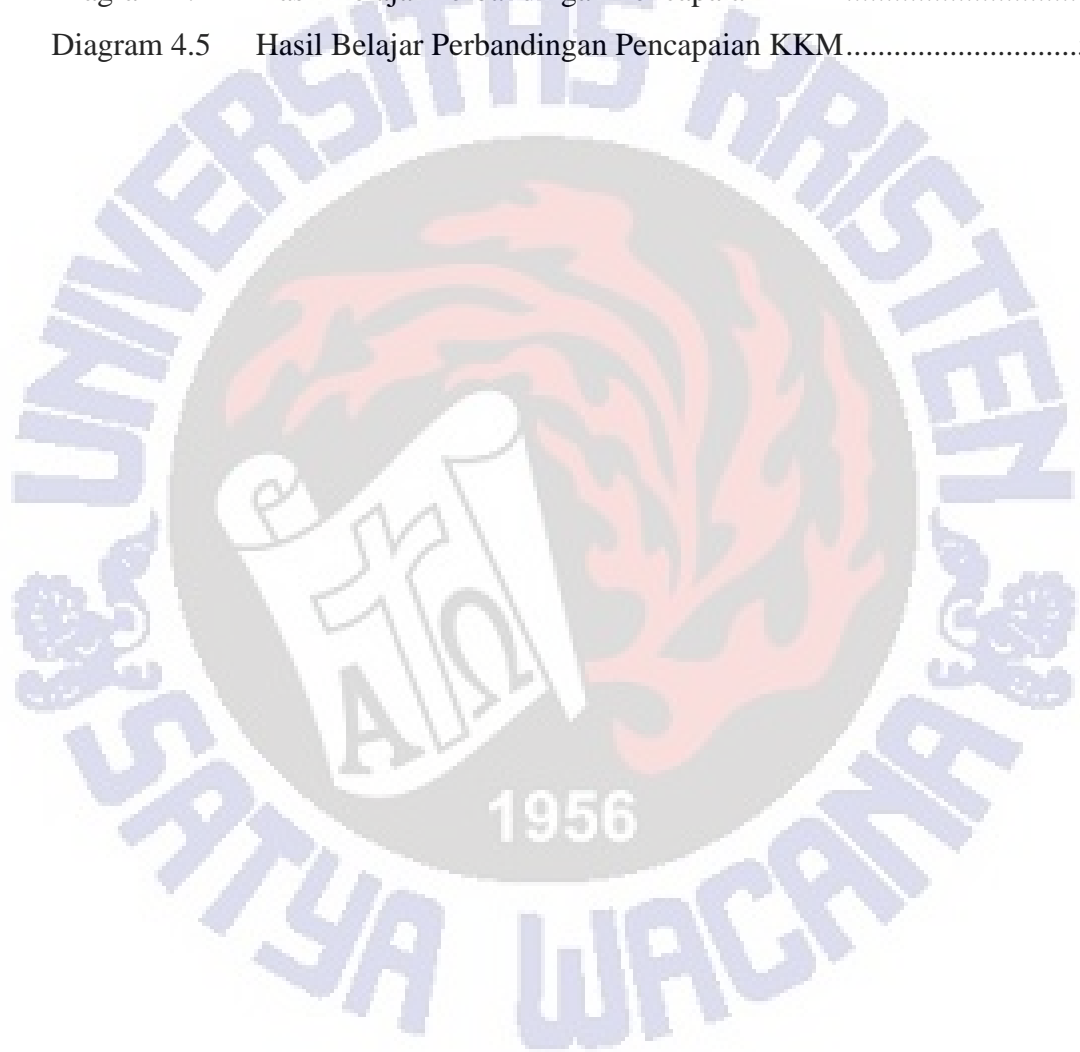 Diagram 4.5 Hasil Belajar Perbandingan Pencapaian KKM............................
UNIVERSITAS KRISTEN
Α Ω
1956
SATYA WACANA